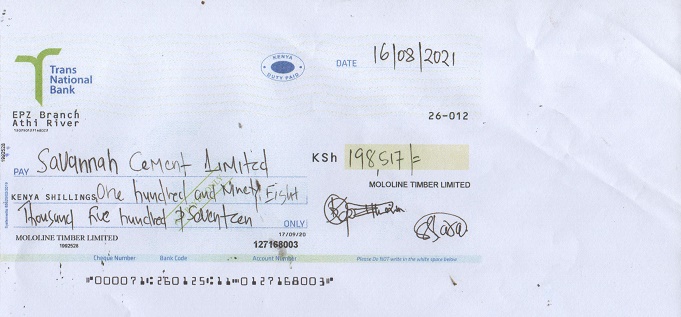 Trans
National
Bank
KENYA
DUTY PAID
DATE 16/08/2021
EPZ Branch
Athi River
26-012
PAY Savannah Cement Limited
KSh 198,517/=
MOLOLINE TIMBER LIMITED
KENYA SHILLINGS One hundred and Ninety Eight
Thousand five hundred & Seventeen ONLY
MOLOLINE TIMBER LIMITED
1992528
17/09/20
127168003
Cheque Number Bank Code Account Number Please Do NOT write in the white space below